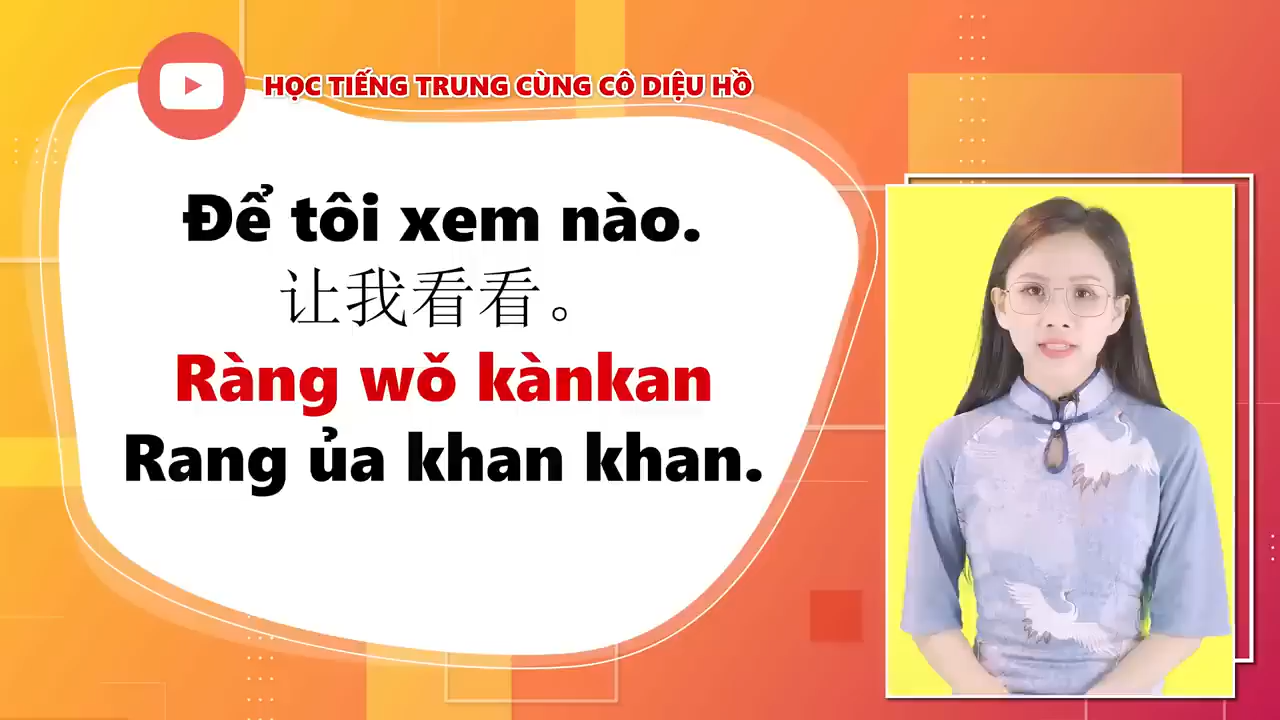 HỌC TIẾNG TRUNG CÙNG CÔ DIỆU HỒ
Để tôi xem nào.
让我看看。
Ràng wǒ kànkan
Rang ủa khan khan.